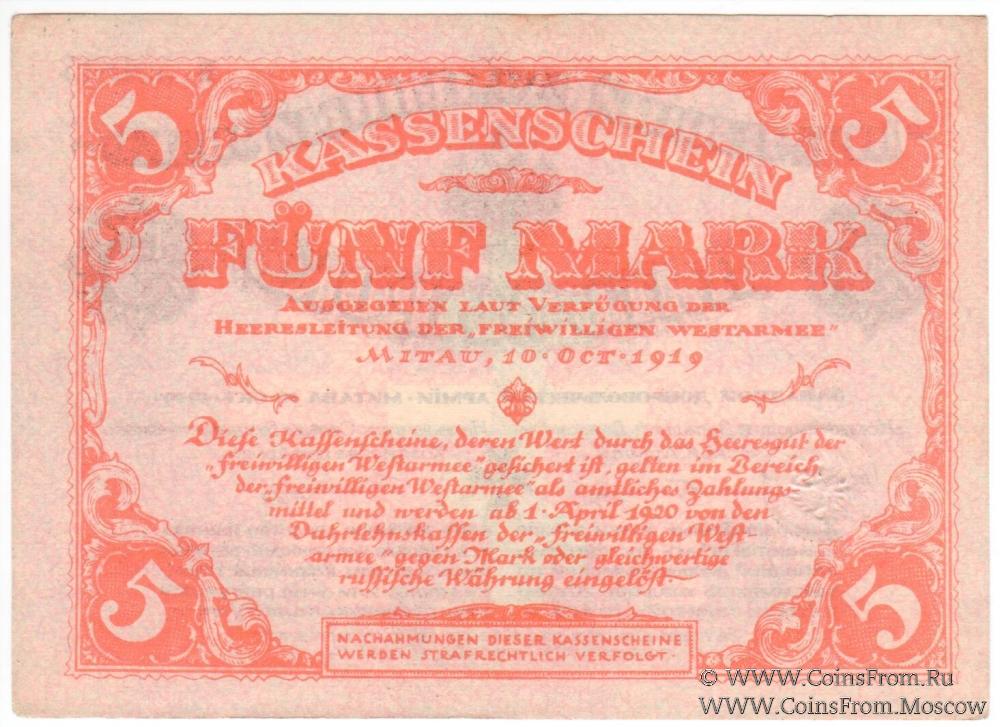 5 5
KASSENSCHEIN
FÜNF MARK
AUSGEGEBEN LAUT VERFÜGUNG DER
HEERESLEITUNG DER „FREIWILLIGEN WESTARMEE“
MITAU, 10·OCT·1919
Diese Kassenscheine, deren Wert durch das Heeresgut der
„freiwilligen Westarmee“ gesichert ist, gelten im Bereich
der „freiwilligen Westarmee“ als amtliches Zahlungs-
mittel und werden ab 1·April 1920 von den
Dahrlehnskassen der „freiwilligen West-
armee“ gegen Mark oder gleichwertige
russische Währung eingelöst
5 5
NACHAHMUNGEN DIESER KASSENSCHEINE
WERDEN STRAFRECHTLICH VERFOLGT·
© WWW.CoinsFrom.Ru
WWW.CoinsFrom.Moscow